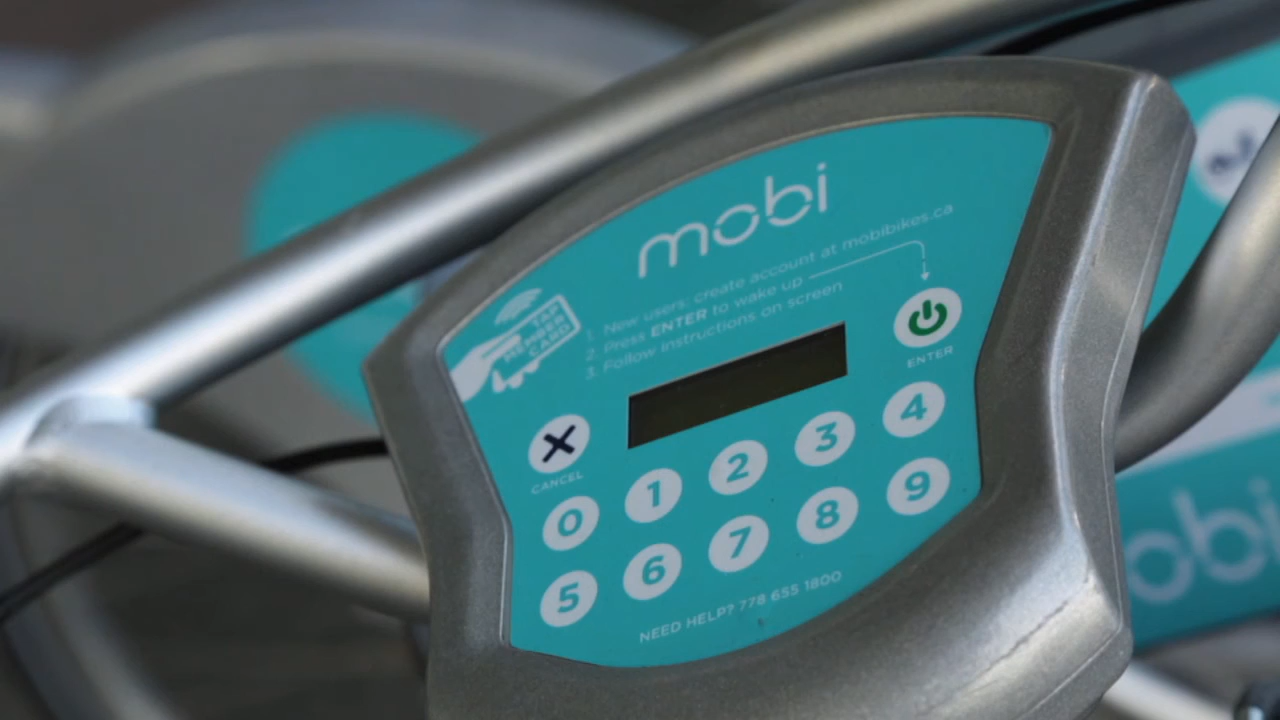 mobi
1. New users: create account at mobibikes.ca
2. Press ENTER to wake up
3. Follow instructions on screen
TAP
MEMBER
CARD
ENTER
CANCEL
0 1 2 3 4
5 6 7 8 9
NEED HELP? 778 655 1800
obi